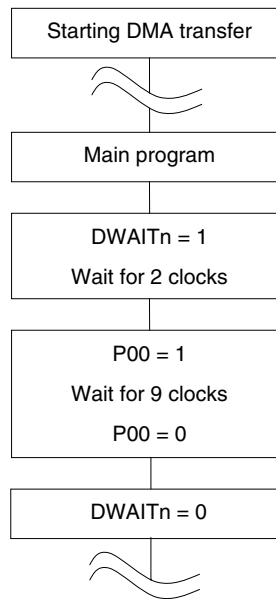 Starting DMA transfer
Main program
DWAITn = 1
Wait for 2 clocks
P00 = 1
Wait for 9 clocks
P00 = 0
DWAITn = 0